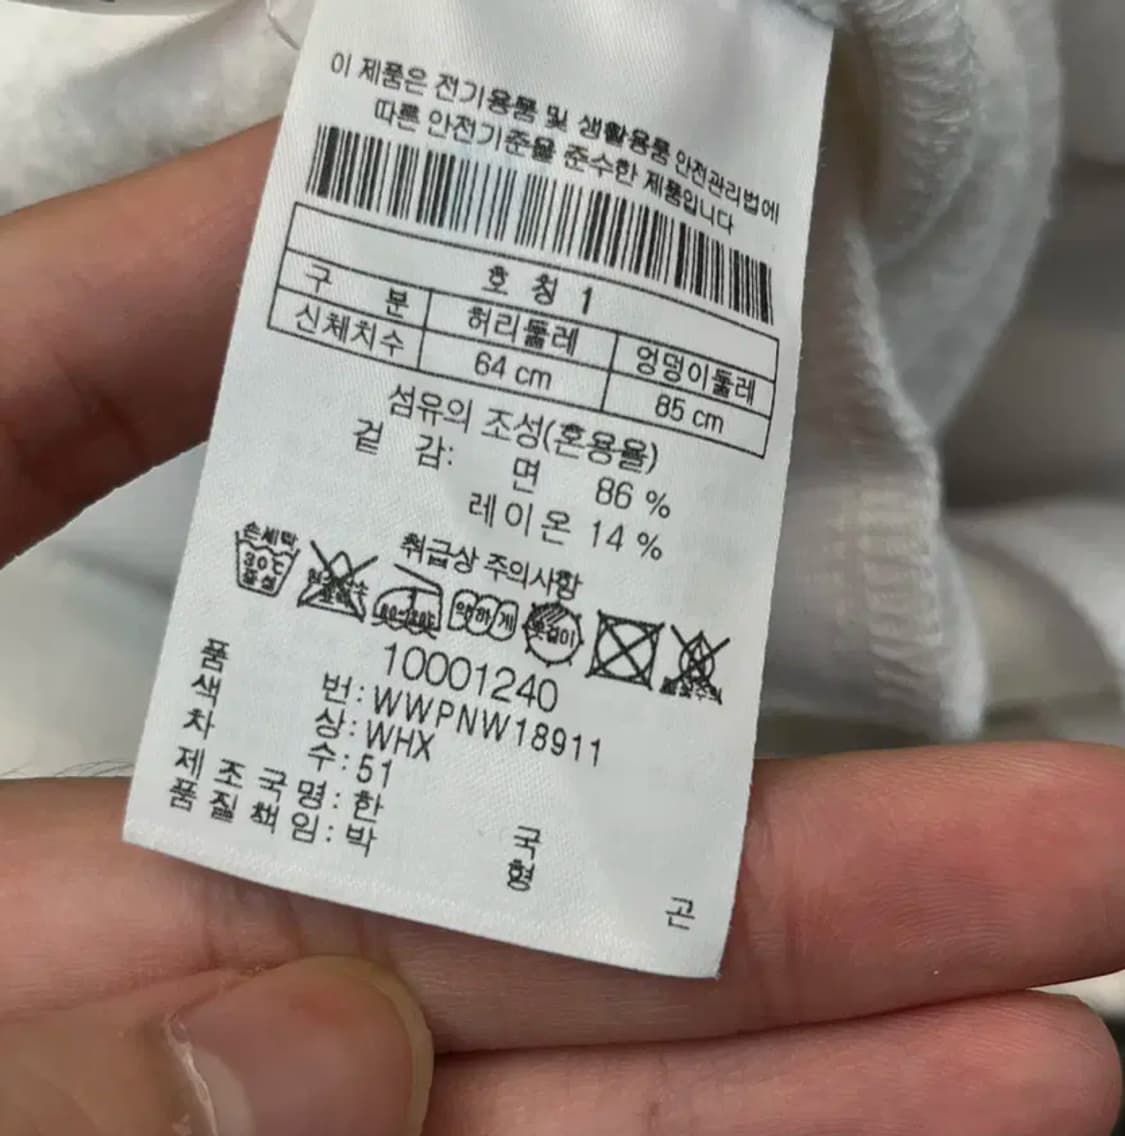 이 제품은 전기용품 및 생활용품 안전관리법에
따른 안전기준을 준수한 제품입니다
호 칭 1
구 분 허리둘레 엉덩이둘레
신체치수 64 cm 85 cm
섬유의 조성(혼용율)
겉 감: 면 86 %
레이온 14 %
취급상 주의사항
손세탁 30℃ 중성
80~120℃
약하게
옷걸이
10001240
품 번: WWPNW18911
색 상: WHX
차 수: 51
제 조 국 명: 한 국
품 질 책 임: 박 형 곤